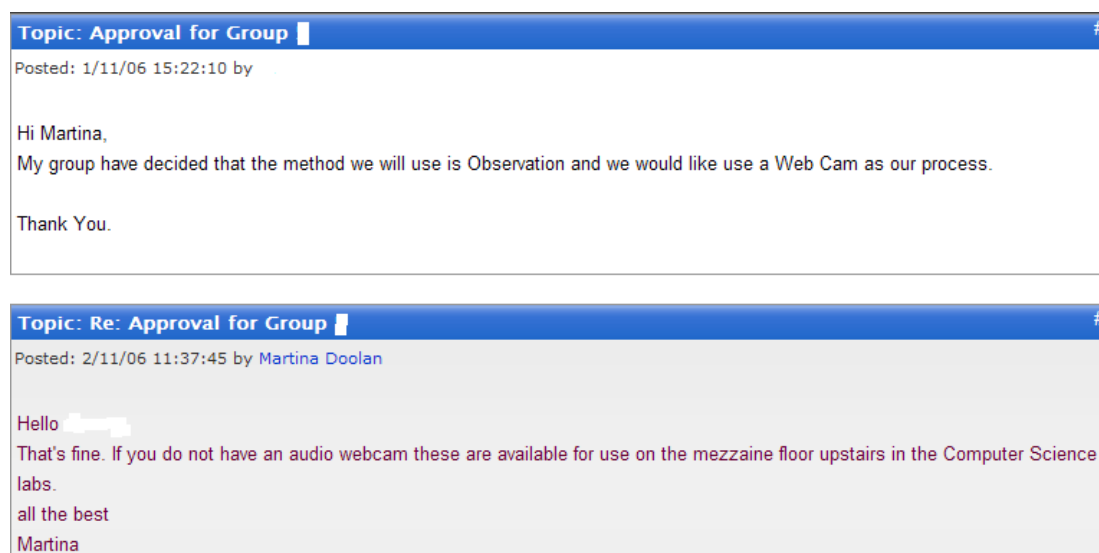 Topic: Approval for Group
#
Posted: 1/11/06 15:22:10 by
Hi Martina,
My group have decided that the method we will use is Observation and we would like use a Web Cam as our process.
Thank You.
Topic: Re: Approval for Group
#
Posted: 2/11/06 11:37:45 by Martina Doolan
Hello
That's fine. If you do not have an audio webcam these are available for use on the mezzaine floor upstairs in the Computer Science
labs.
all the best
Martina